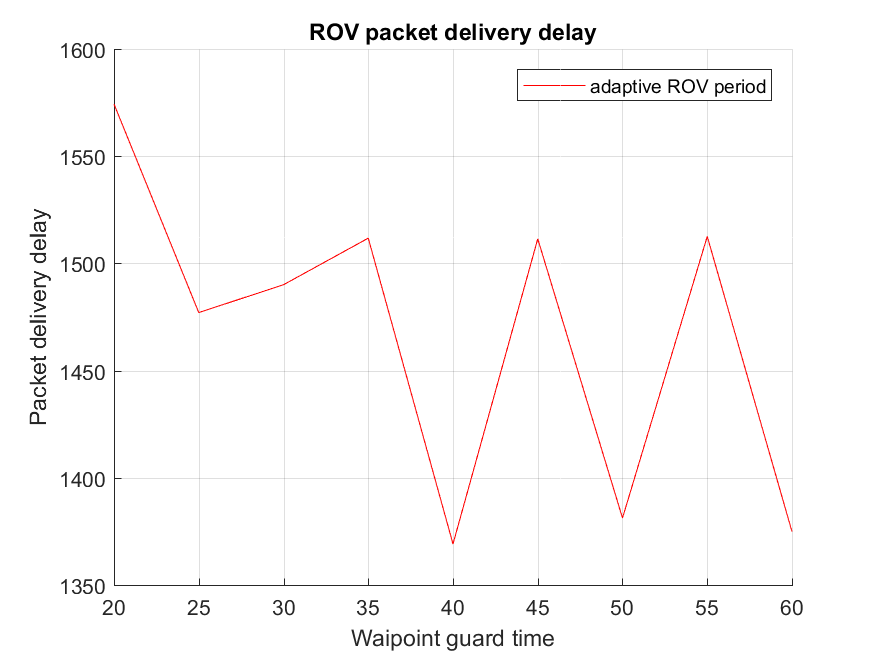 ROV packet delivery delay
adaptive ROV period
1600
1550
1500
1450
1400
1350
Packet delivery delay
20 25 30 35 40 45 50 55 60
Waipoint guard time